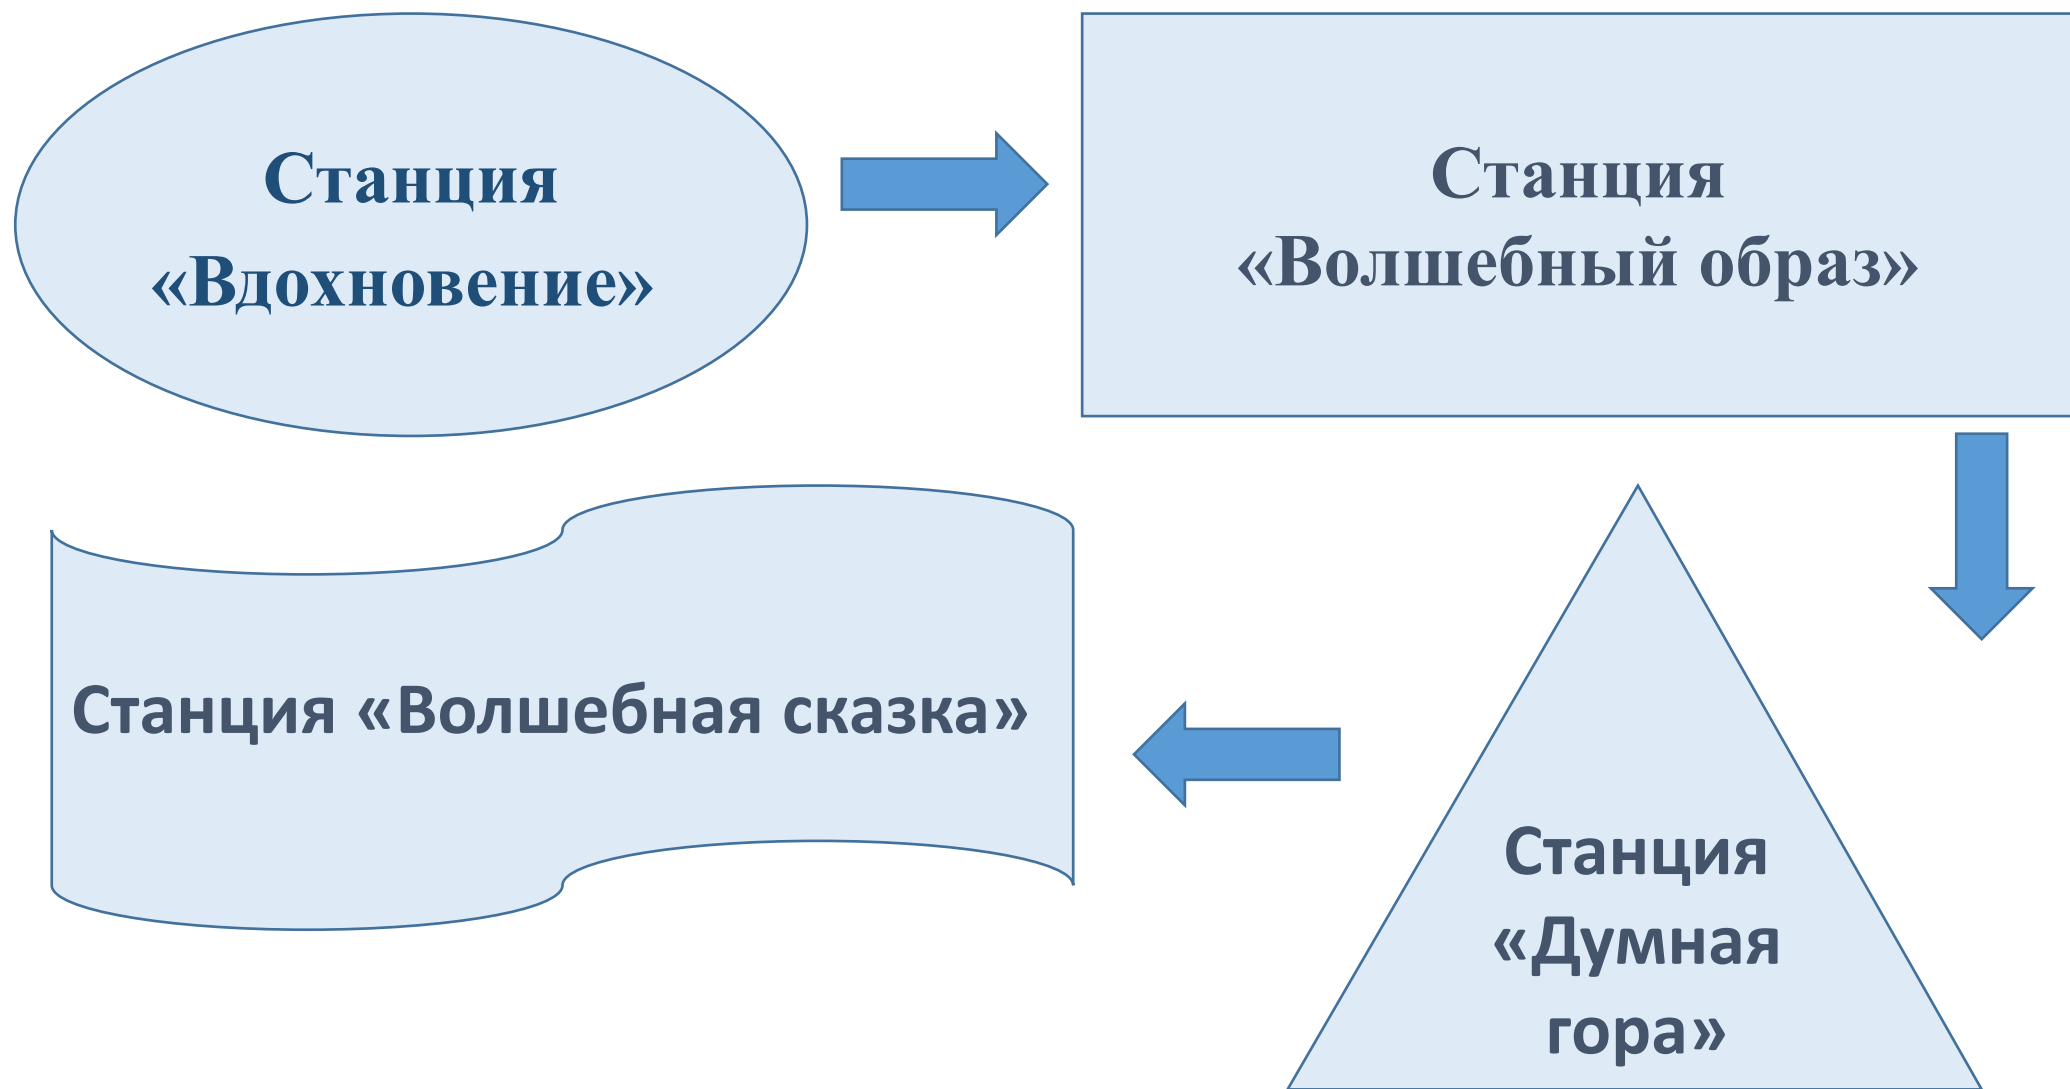 Станция
«Вдохновение»
Станция
«Волшебный образ»
Станция «Волшебная сказка»
Станция
«Думная
гора»